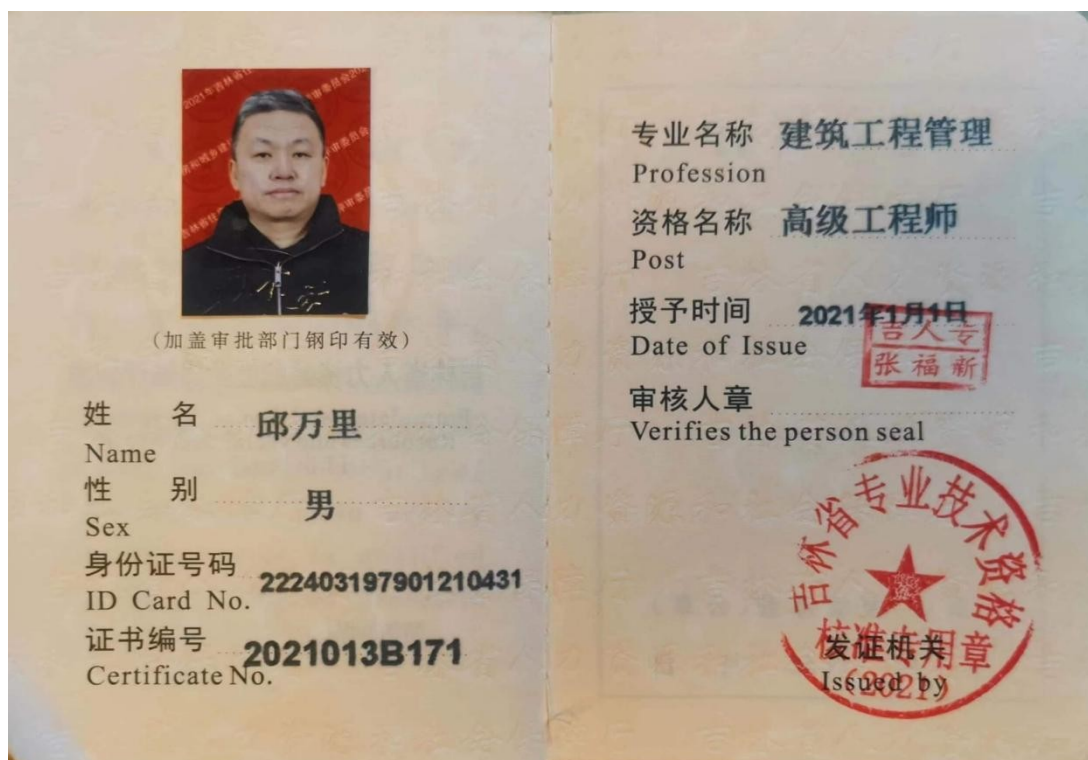 (加盖审批部门钢印有效)
姓 名 邱万里
Name
性 别 男
Sex
身份证号码 222403197901210431
ID Card No.
证书编号 2021013B171
Certificate No.
专业名称 建筑工程管理
Profession
资格名称 高级工程师
Post
授予时间 2021年1月1日
Date of Issue
吉人专
张福新
审核人章
Verifies the person seal
吉林省专业技术资格
核准专用章
(2021)
发证机关
Issued by